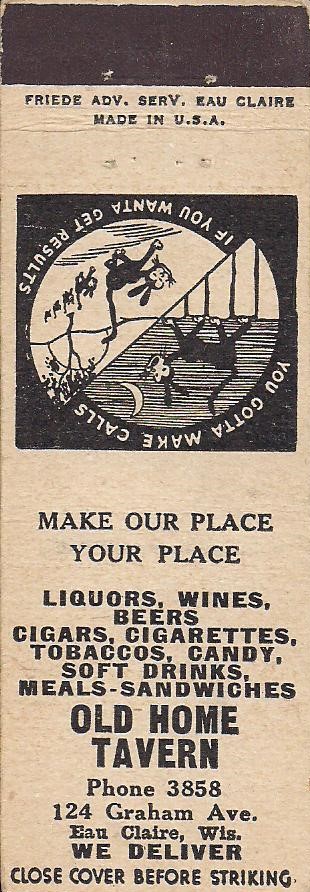 FRIEDE ADV. SERV. EAU CLAIRE
MADE IN U.S.A.
YOU GOTTA MAKE CALLS
IF YOU WANTA GET RESULTS
MAKE OUR PLACE
YOUR PLACE
LIQUORS, WINES,
BEERS
CIGARS, CIGARETTES,
TOBACCOS, CANDY,
SOFT DRINKS,
MEALS-SANDWICHES
OLD HOME
TAVERN
Phone 3858
124 Graham Ave.
Eau Claire, Wis.
WE DELIVER
CLOSE COVER BEFORE STRIKING